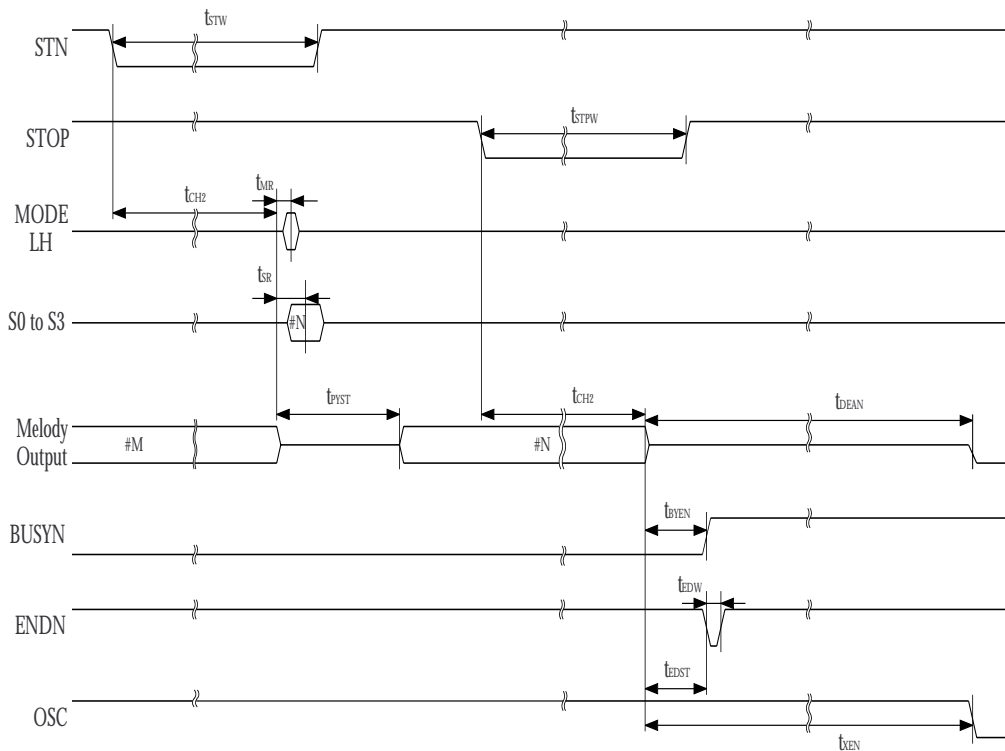 tSTW
STN
tSTPW
STOP
tCH2
tMR
MODE
LH
tSR
S0 to S3
#N
tPYST
tCH2
tDEAN
Melody
Output
#M
#N
tBYEN
BUSYN
tEDW
ENDN
tEDST
OSC
tXEN